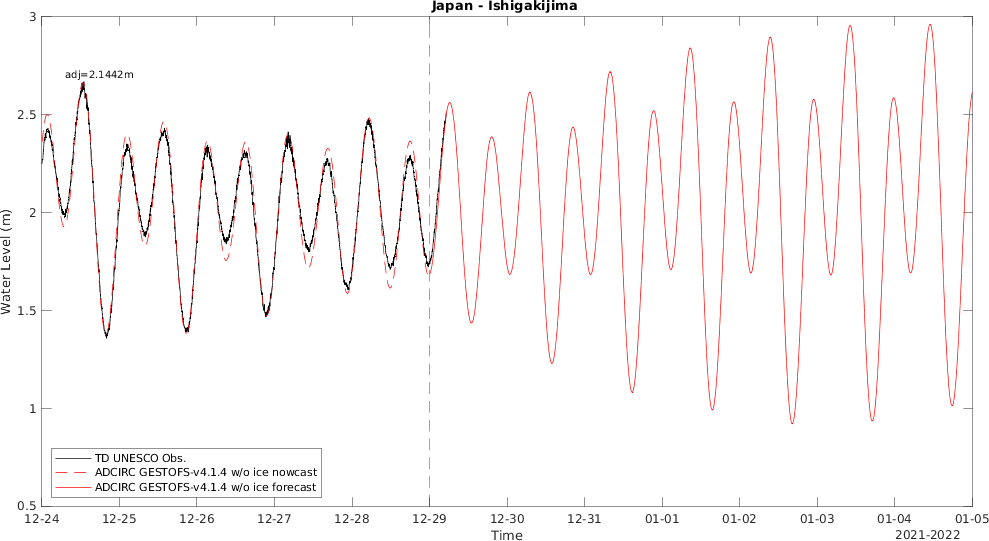 Japan - Ishigakijima
adj=2.1442m
Water Level (m)
3
2.5
2
1.5
1
0.5
TD UNESCO Obs.
ADCIRC GESTOFS-v4.1.4 w/o ice nowcast
ADCIRC GESTOFS-v4.1.4 w/o ice forecast
12-24 12-25 12-26 12-27 12-28 12-29 12-30 12-31 01-01 01-02 01-03 01-04 01-05
Time
2021-2022